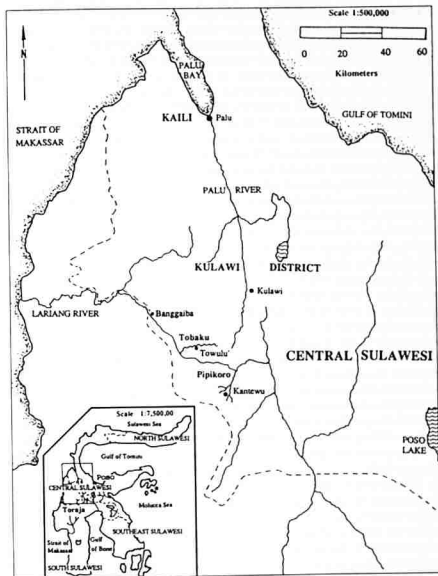 Scale 1:500,000
0 20 40 60
Kilometers
N
PALU
BAY
KAILI
Palu
STRAIT OF
MAKASSAR
GULF OF TOMINI
PALU RIVER
KULAWI DISTRICT
Kulawi
LARIANG RIVER
Banggaiba
Tobaku
Towulu'
CENTRAL SULAWESI
Pipikoro
Kantewu
POSO
LAKE
Scale 1:7,500,00
Sulawesi Sea
NORTH SULAWESI
Gulf of Tomini
POSO
CENTRAL SULAWESI
Molucca Sea
Toraja
SOUTHEAST SULAWESI
Strait of
Makassar
Gulf
of Bone
SOUTH SULAWESI